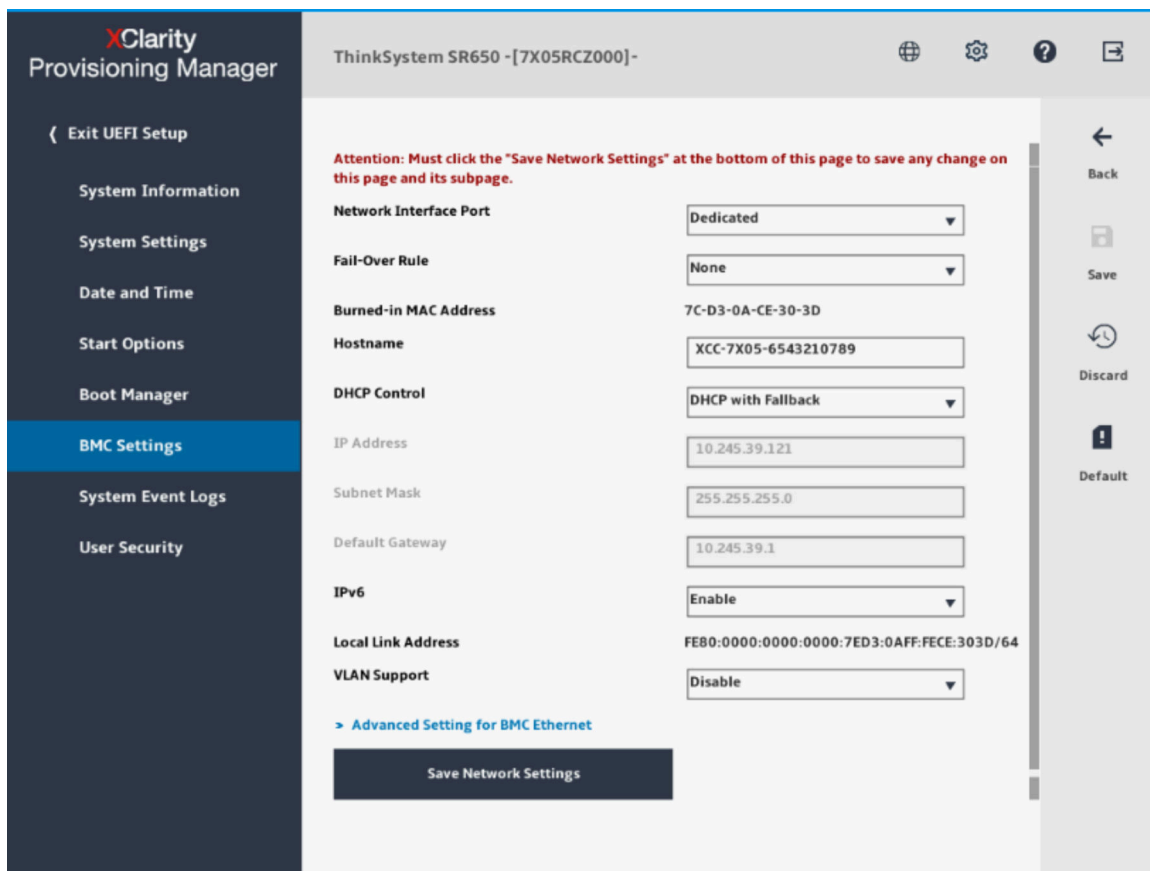 XClarity
Provisioning Manager
ThinkSystem SR650 -[7X05RCZ000]-
Exit UEFI Setup
System Information
System Settings
Date and Time
Start Options
Boot Manager
BMC Settings
System Event Logs
User Security
Attention: Must click the "Save Network Settings" at the bottom of this page to save any change on
this page and its subpage.
Network Interface Port Dedicated
Fail-Over Rule None
Burned-in MAC Address 7C-D3-0A-CE-30-3D
Hostname XCC-7X05-6543210789
DHCP Control DHCP with Fallback
IP Address 10.245.39.121
Subnet Mask 255.255.255.0
Default Gateway 10.245.39.1
IPv6 Enable
Local Link Address FE80:0000:0000:0000:7ED3:0AFF:FECE:303D/64
VLAN Support Disable
> Advanced Setting for BMC Ethernet
Save Network Settings
Back
Save
Discard
Default